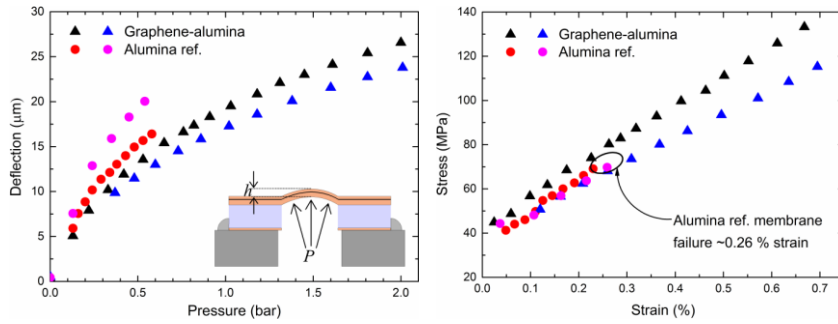 30
25
20
15
10
5
0
0.0 0.5 1.0 1.5 2.0
Deflection (μm)
Pressure (bar)
Graphene-alumina
Alumina ref.
h
P
140
120
100
80
60
40
20
0.0 0.1 0.2 0.3 0.4 0.5 0.6 0.7
Stress (MPa)
Strain (%)
Graphene-alumina
Alumina ref.
Alumina ref. membrane
failure ~0.26 % strain